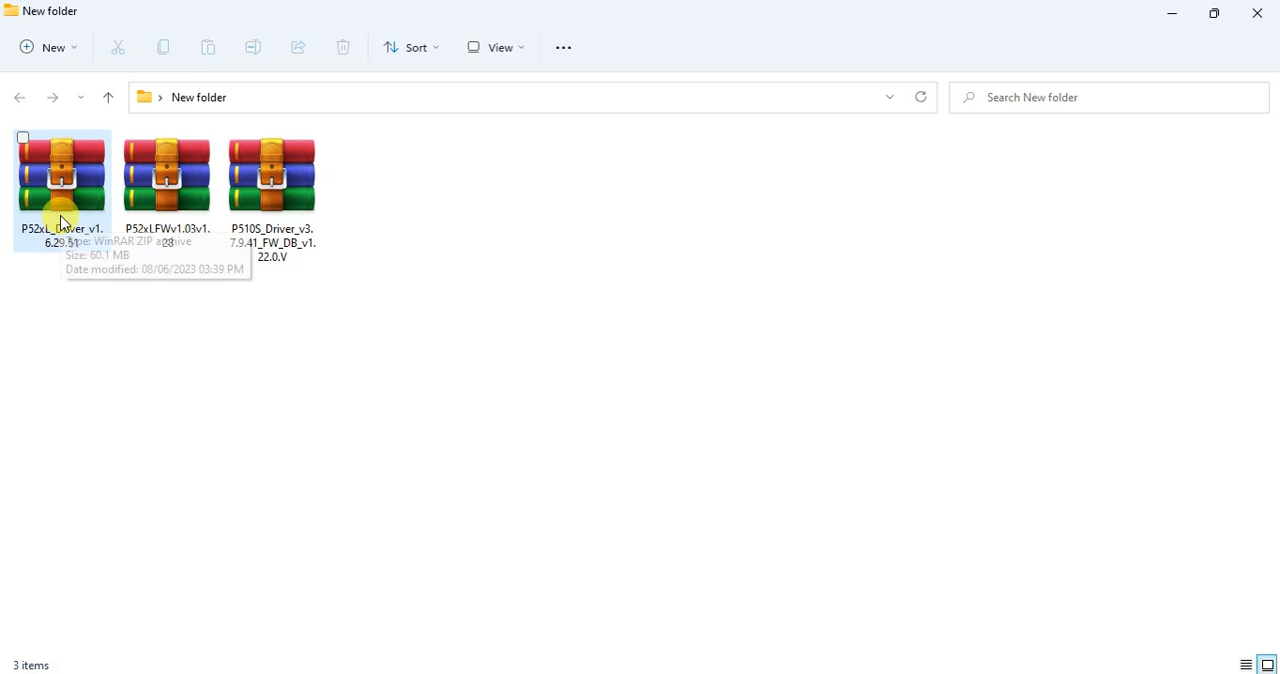 New folder
New
Sort
View
New folder
Search New folder
P52xL_Driver_v1.
6.29.51
P52xLFWv1.03v1.
28
P510S_Driver_v3.
7.9.41_FW_DB_v1.
22.0.V
Type: WinRAR ZIP archive
Size: 60.1 MB
Date modified: 08/06/2023 03:39 PM
3 items